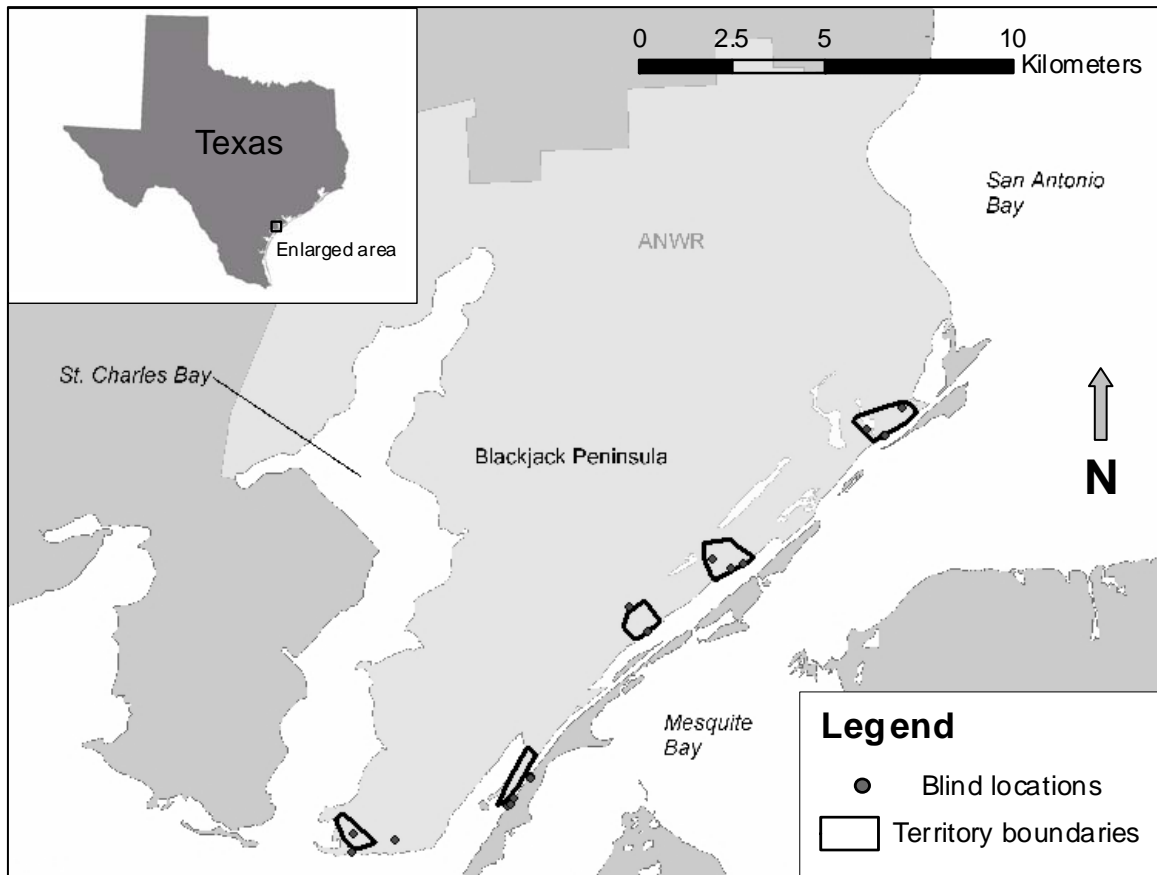 Texas
Enlarged area
0 2.5 5 10
Kilometers
San Antonio
Bay
ANWR
St. Charles Bay
Blackjack Peninsula
N
Mesquite
Bay
Legend
Blind locations
Territory boundaries